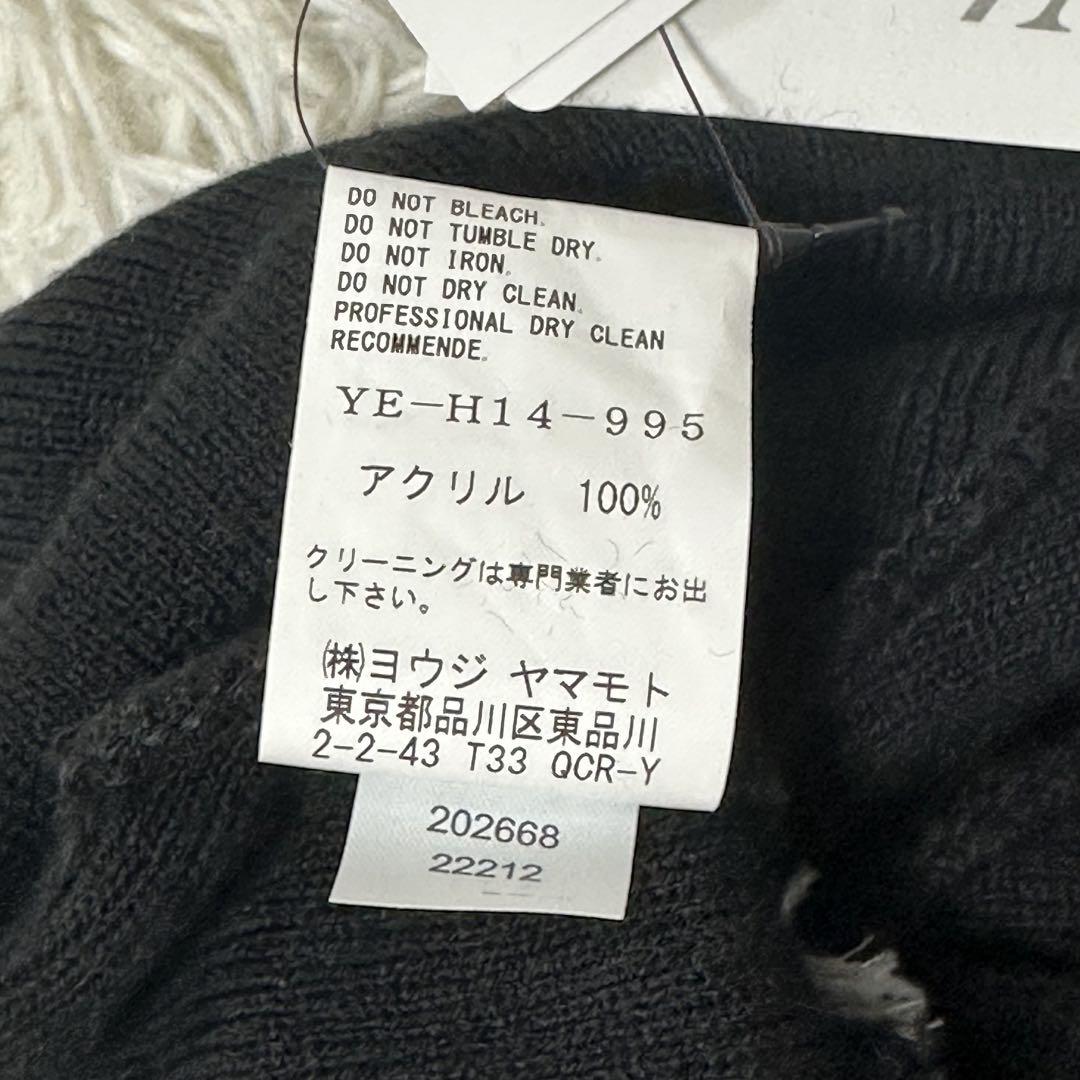 DO NOT BLEACH.
DO NOT TUMBLE DRY.
DO NOT IRON.
DO NOT DRY CLEAN.
PROFESSIONAL DRY CLEAN
RECOMMENDE.
YE-H14-995
アクリル 100%
クリーニングは専門業者にお出
し下さい。
㈱ヨウジ ヤマモト
東京都品川区東品川
2-2-43 T33 QCR-Y
202668
22212